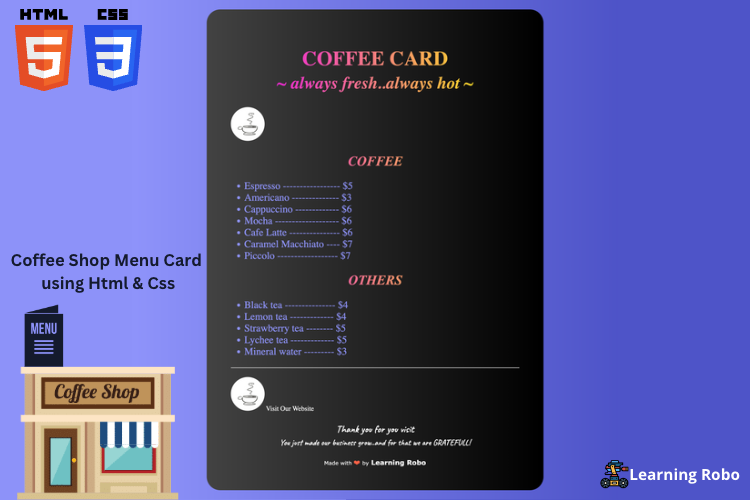 HTML
CSS
5
3
COFFEE CARD
~ always fresh..always hot ~
COFFEE
• Espresso ----------------- $5
• Americano -------------- $3
• Cappuccino ------------- $6
• Mocha ------------------- $6
• Cafe Latte --------------- $6
• Caramel Macchiato ---- $7
• Piccolo ------------------ $7
OTHERS
• Black tea --------------- $4
• Lemon tea -------------- $4
• Strawberry tea -------- $5
• Lychee tea ------------- $5
• Mineral water --------- $3
Visit Our Website
Thank you for you visit
You just made our business grow.and for that we are GRATEFULL!
Made with ❤ by Learning Robo
Coffee Shop Menu Card
using Html & Css
MENU
Coffee Shop
Learning Robo